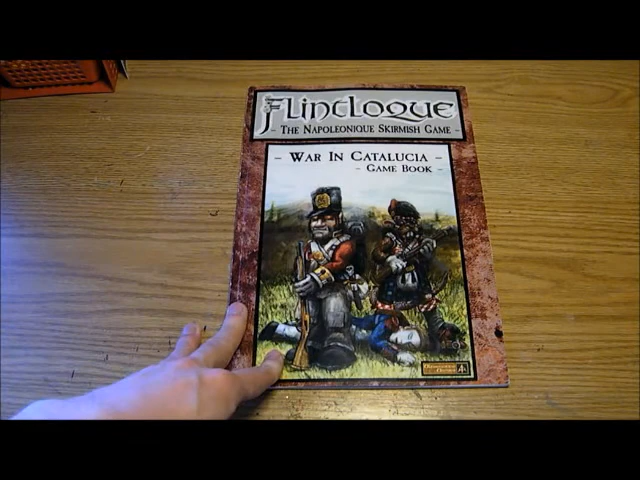 Flintloque
- The Napoleonique Skirmish Game -
- War In Catalucia -
- Game Book -